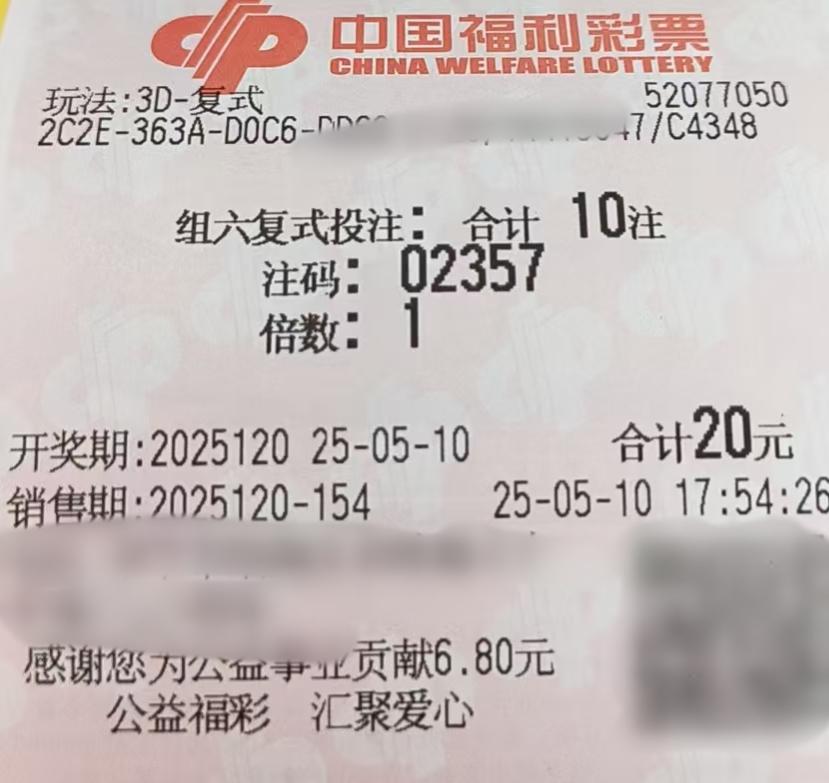 中国福利彩票
CHINA WELFARE LOTTERY
玩法:3D-复式 52077050
2C2E-363A-D0C6- 47/C4348
组六复式投注: 合计 10注
注码: 02357
倍数: 1
开奖期:2025120 25-05-10 合计20元
销售期:2025120-154 25-05-10 17:54:26
感谢您为公益事业贡献6.80元
公益福彩 汇聚爱心